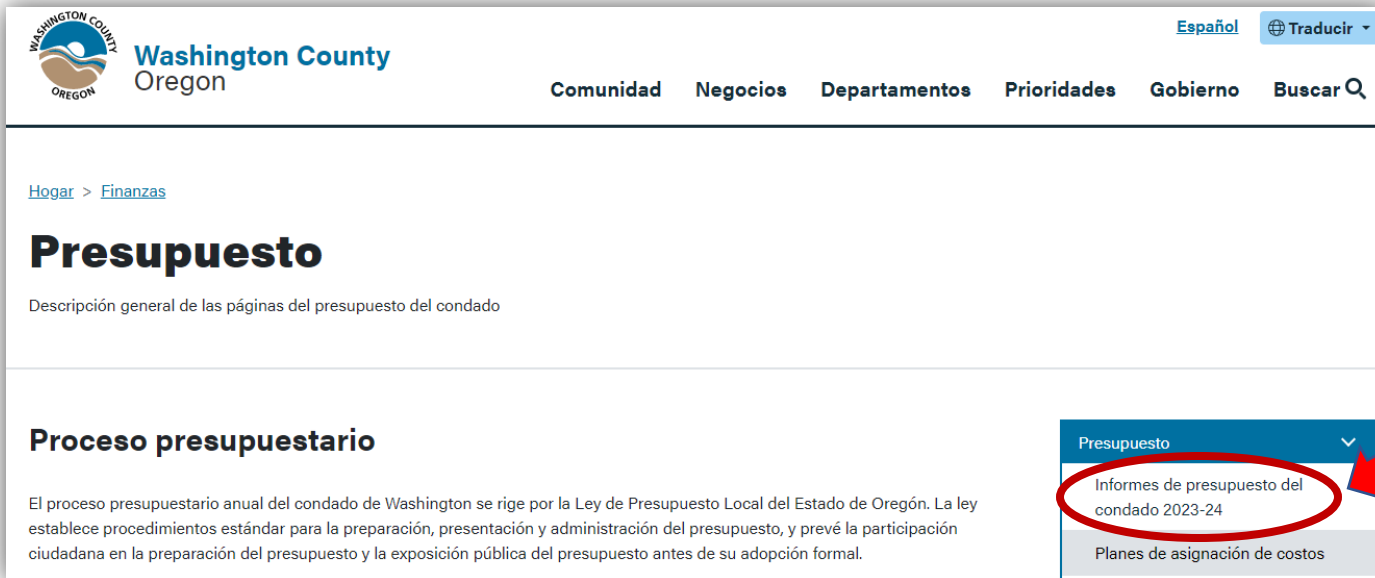 WASHINGTON COUNTY
OREGON
Washington County
Oregon
Español
Traducir
Comunidad Negocios Departamentos Prioridades Gobierno Buscar
Hogar > Finanzas
Presupuesto
Descripción general de las páginas del presupuesto del condado
Proceso presupuestario
El proceso presupuestario anual del condado de Washington se rige por la Ley de Presupuesto Local del Estado de Oregón. La ley
establece procedimientos estándar para la preparación, presentación y administración del presupuesto, y prevé la participación
ciudadana en la preparación del presupuesto y la exposición pública del presupuesto antes de su adopción formal.
Presupuesto
Informes de presupuesto del
condado 2023-24
Planes de asignación de costos